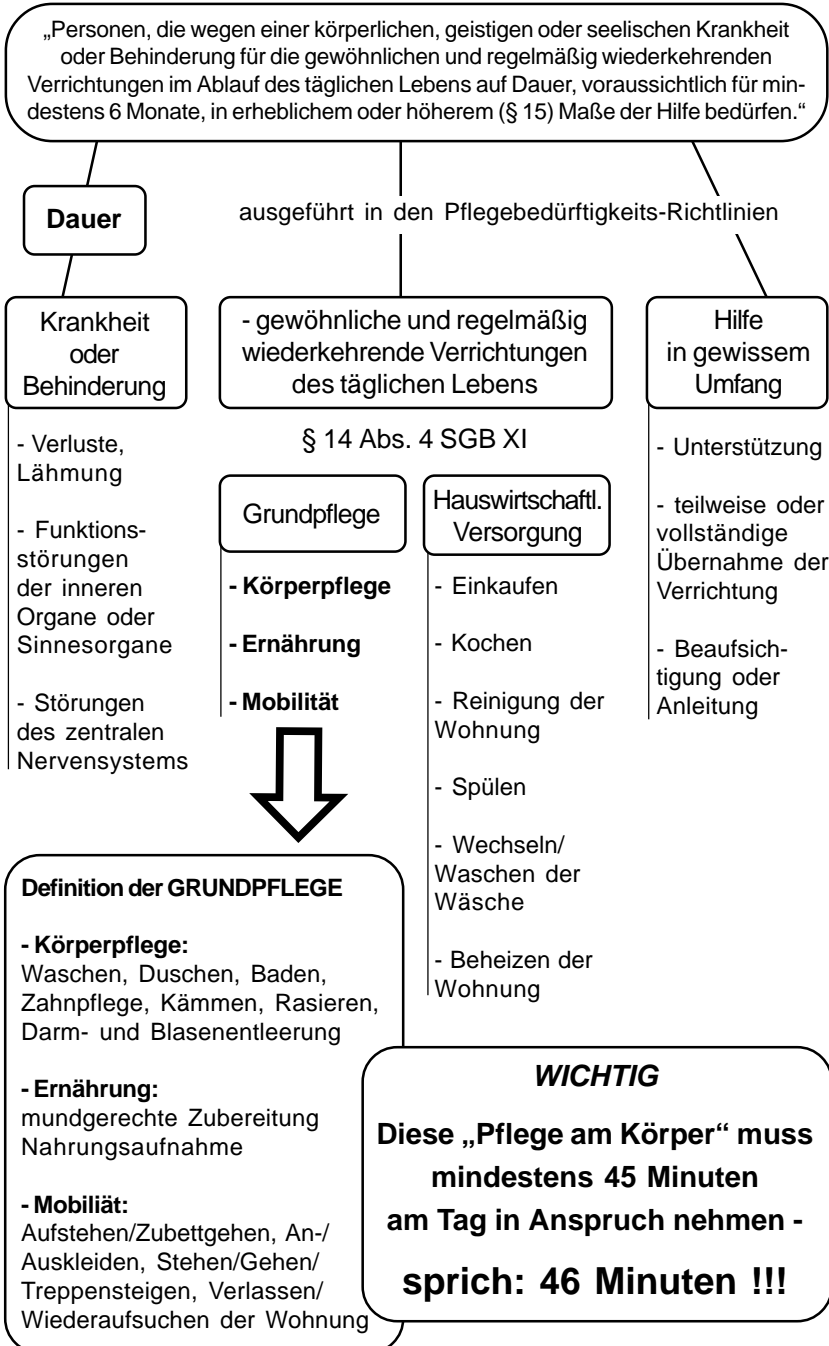 „Personen, die wegen einer körperlichen, geistigen oder seelischen Krankheit
oder Behinderung für die gewöhnlichen und regelmäßig wiederkehrenden
Verrichtungen im Ablauf des täglichen Lebens auf Dauer, voraussichtlich für min-
destens 6 Monate, in erheblichem oder höherem (§ 15) Maße der Hilfe bedürfen.“
Dauer
ausgeführt in den Pflegebedürftigkeits-Richtlinien
Krankheit
oder
Behinderung
- Verluste,
Lähmung
- Funktions-
störungen
der inneren
Organe oder
Sinnesorgane
- Störungen
des zentralen
Nervensystems
- gewöhnliche und regelmäßig
wiederkehrende Verrichtungen
des täglichen Lebens
§ 14 Abs. 4 SGB XI
Grundpflege
- Körperpflege
- Ernährung
- Mobilität
Hauswirtschaftl.
Versorgung
- Einkaufen
- Kochen
- Reinigung der
Wohnung
- Spülen
- Wechseln/
Waschen der
Wäsche
- Beheizen der
Wohnung
Hilfe
in gewissem
Umfang
- Unterstützung
- teilweise oder
vollständige
Übernahme der
Verrichtung
- Beaufsich-
tigung oder
Anleitung
Definition der GRUNDPFLEGE
- Körperpflege:
Waschen, Duschen, Baden,
Zahnpflege, Kämmen, Rasieren,
Darm- und Blasenentleerung
- Ernährung:
mundgerechte Zubereitung
Nahrungsaufnahme
- Mobiliät:
Aufstehen/Zubettgehen, An-/
Auskleiden, Stehen/Gehen/
Treppensteigen, Verlassen/
Wiederaufsuchen der Wohnung
WICHTIG
Diese „Pflege am Körper“ muss
mindestens 45 Minuten
am Tag in Anspruch nehmen -
sprich: 46 Minuten !!!